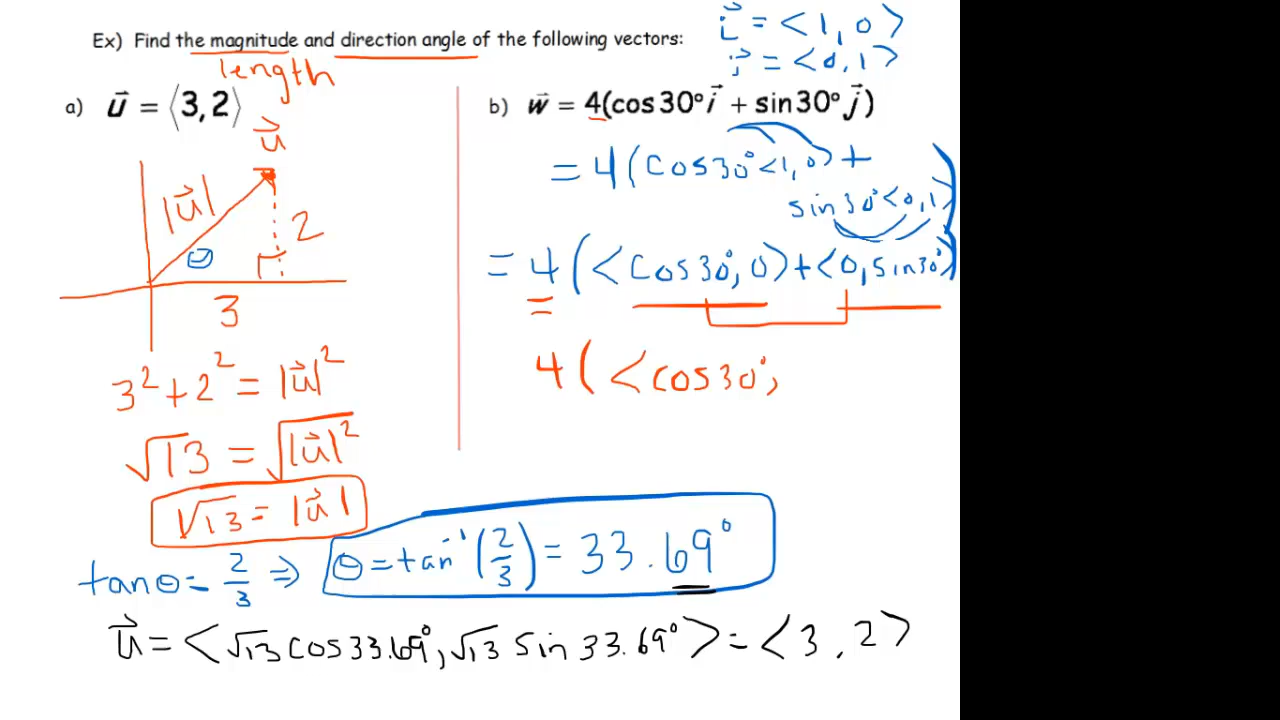 Ex) Find the magnitude and direction angle of the following vectors:
length
i⃗ = <1, 0>
j⃗ = <0, 1>
a) u⃗ = ⟨3, 2⟩
u⃗
|u⃗|
θ
2
3
3² + 2² = |u⃗|²
√13 = √|u⃗|²
√13 = |u⃗|
tanθ = 2/3 ⇒ θ = tan⁻¹(2/3) = 33.69°
u⃗ = <√13 cos33.69°, √13 sin 33.69°> = <3, 2>
b) w⃗ = 4(cos30° i⃗ + sin30° j⃗)
= 4(cos30°<1, 0> +
sin30°<0, 1>)
= 4(<cos30°, 0> + <0, sin30°>)
4(<cos30°,